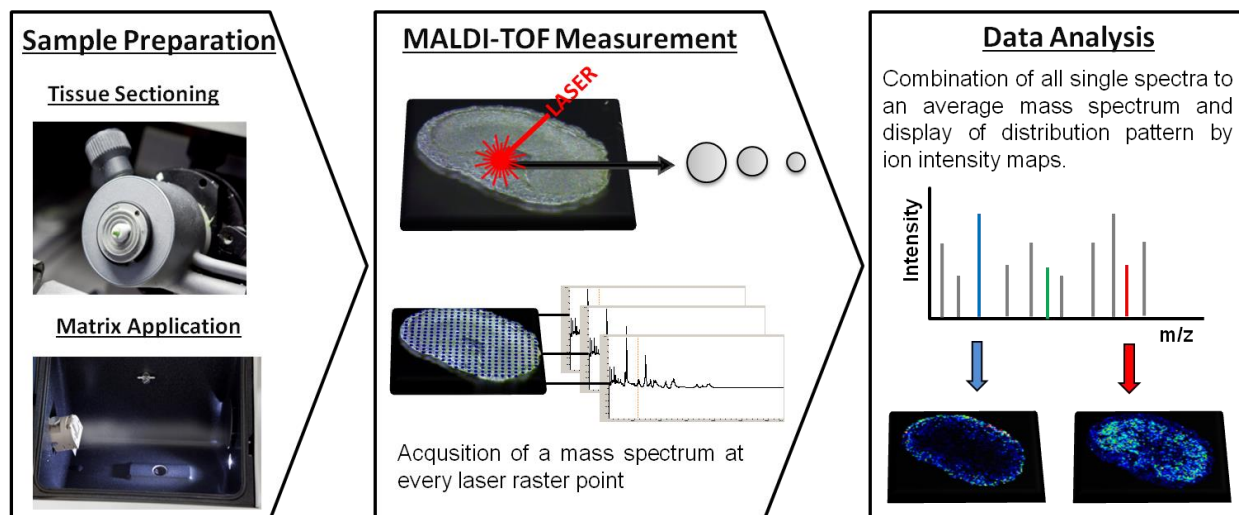 Sample Preparation
Tissue Sectioning
Matrix Application
MALDI-TOF Measurement
LASER
Acqusition of a mass spectrum at
every laser raster point
Data Analysis
Combination of all single spectra to
an average mass spectrum and
display of distribution pattern by
ion intensity maps.
Intensity
m/z